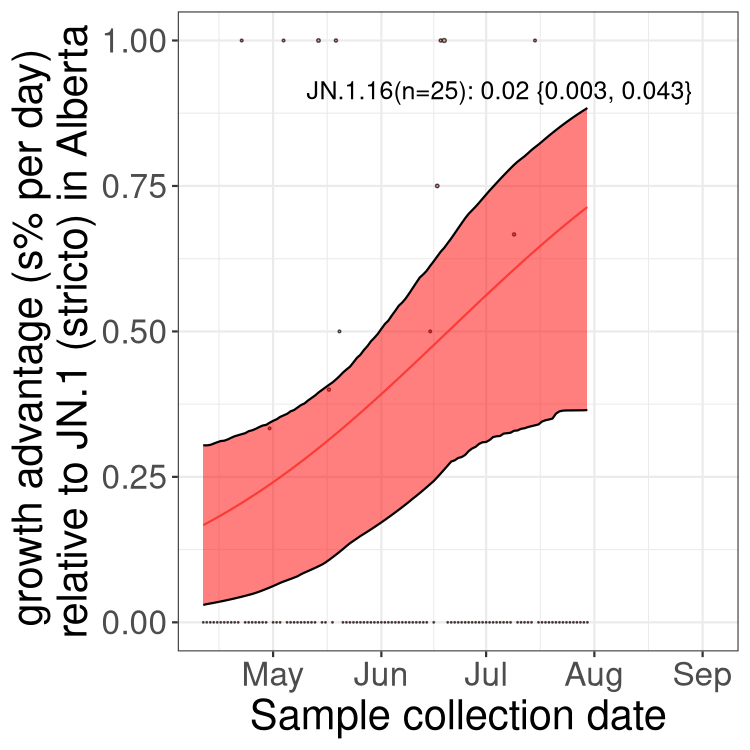 growth advantage (s% per day)
relative to JN.1 (stricto) in Alberta
1.00
0.75
0.50
0.25
0.00
JN.1.16(n=25): 0.02 {0.003, 0.043}
May Jun Jul Aug Sep
Sample collection date